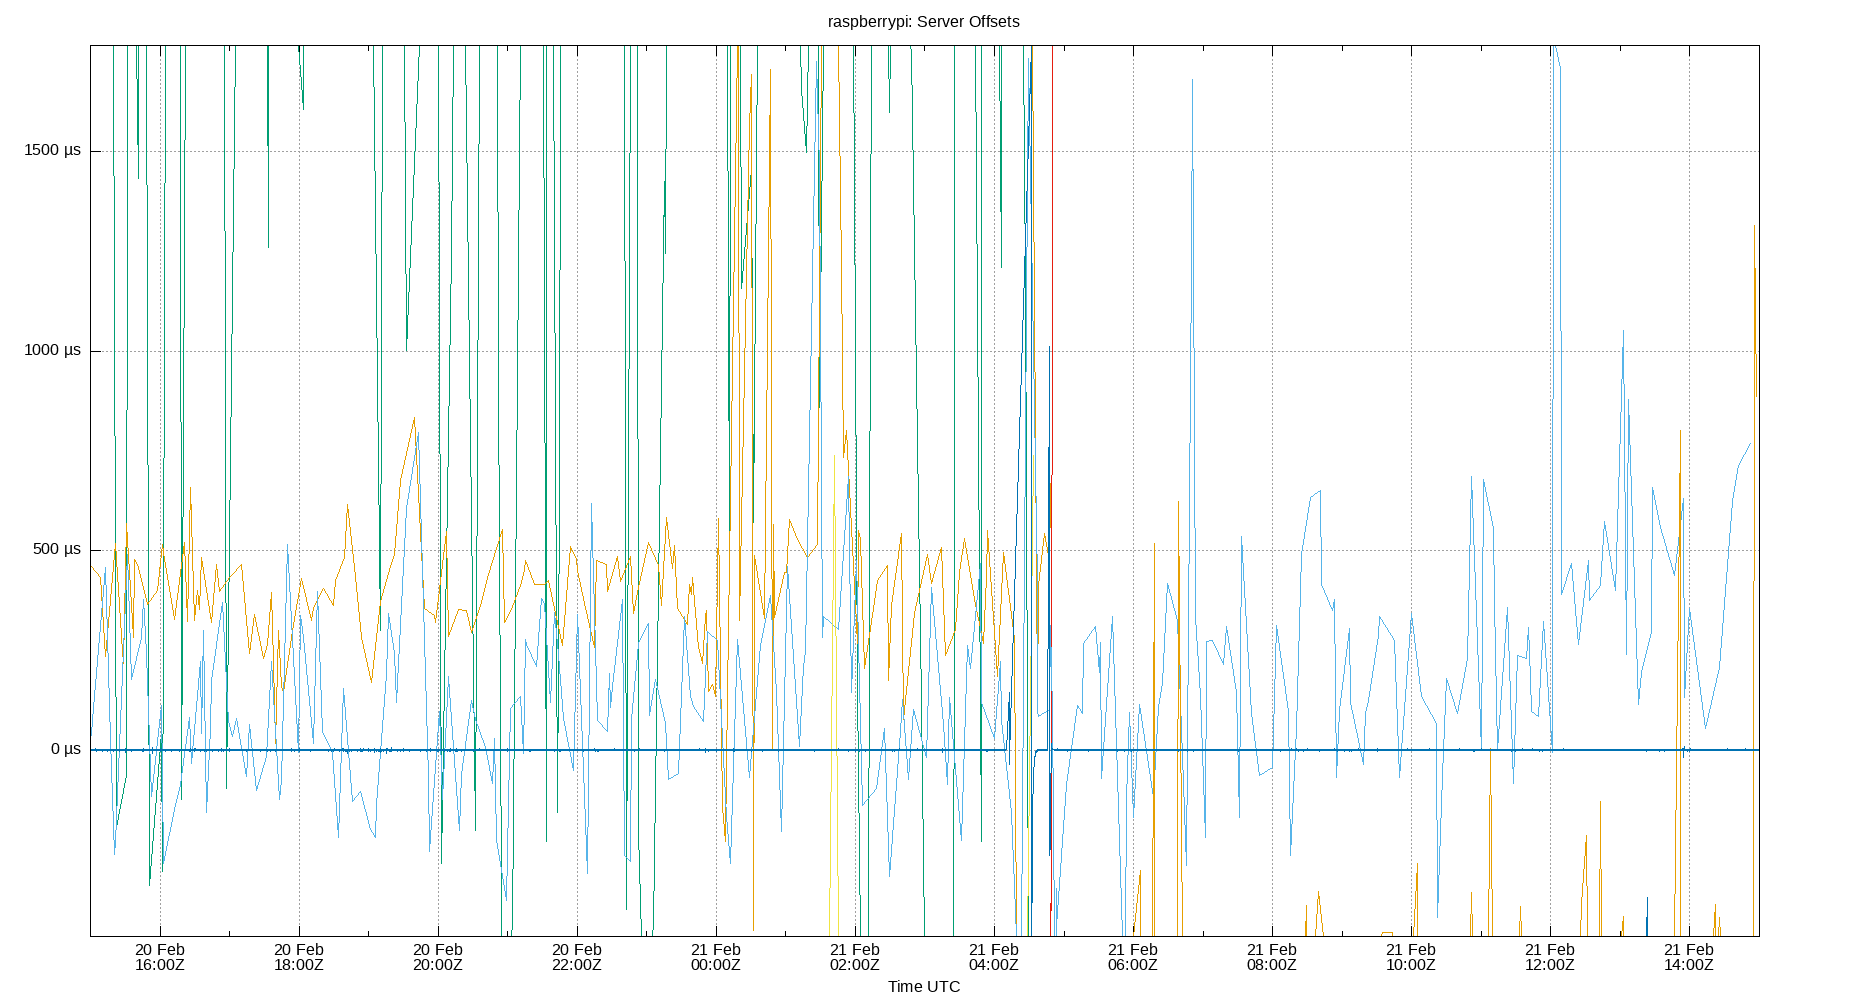 raspberrypi: Server Offsets
1500 µs
1000 µs
500 µs
0 µs
20 Feb 20 Feb 20 Feb 20 Feb 21 Feb 21 Feb 21 Feb 21 Feb 21 Feb 21 Feb 21 Feb 21 Feb
16:00Z 18:00Z 20:00Z 22:00Z 00:00Z 02:00Z 04:00Z 06:00Z 08:00Z 10:00Z 12:00Z 14:00Z
Time UTC